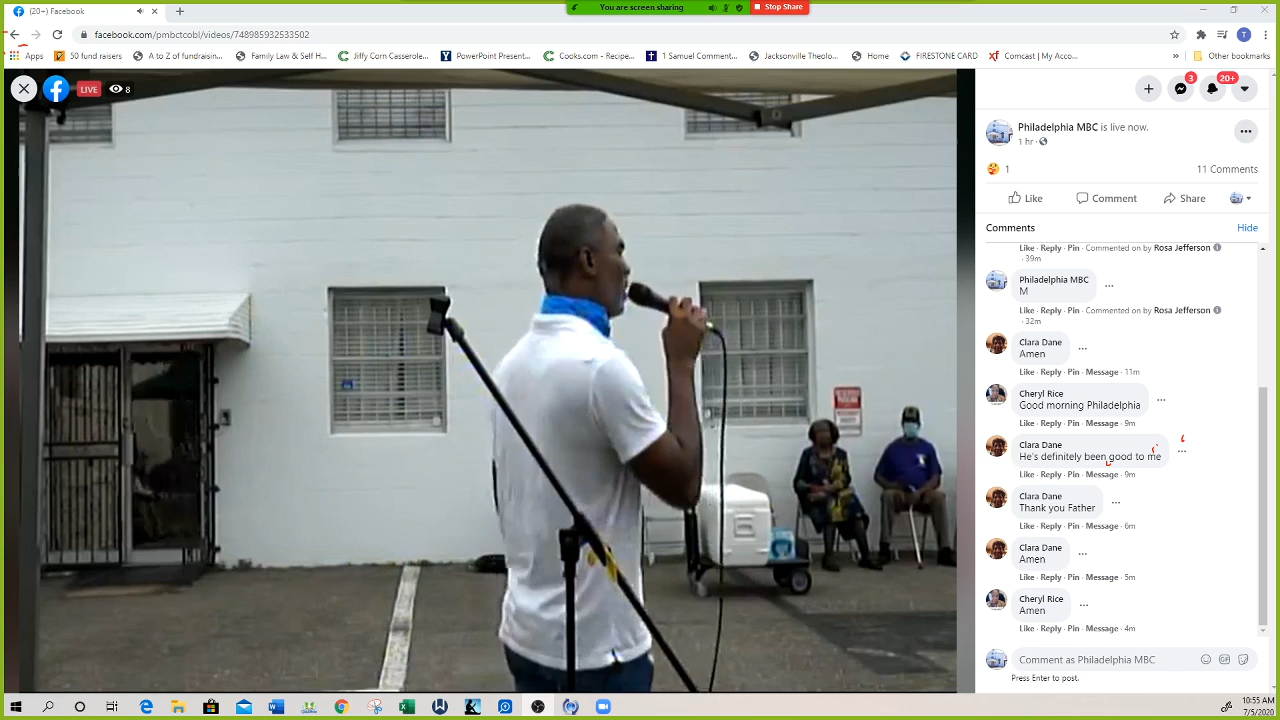 (20+) Facebook
You are screen sharing
Stop Share
facebook.com/pmbctcobl/videos/748985932533502
Apps
50 fund raisers
A to Z of fundraisin...
Family Law & Self H...
Jiffy Corn Casserole...
PowerPoint Present...
Cooks.com - Recipe...
1 Samuel Comment...
Jacksonville Theolo...
Home
FIRESTONE CARD
Comcast | My Acco...
Other bookmarks
LIVE 8
3
20+
Philadelphia MBC is live now.
1 hr
1
11 Comments
Like
Comment
Share
Comments
Hide
Like · Reply · Pin · Commented on by Rosa Jefferson
· 39m
Philadelphia MBC
M
Like · Reply · Pin · Commented on by Rosa Jefferson
· 32m
Clara Dane
Amen
Like · Reply · Pin · Message · 11m
Cheryl Rice
Good morning Philadelphia
Like · Reply · Pin · Message · 9m
Clara Dane
He's definitely been good to me
Like · Reply · Pin · Message · 9m
Clara Dane
Thank you Father
Like · Reply · Pin · Message · 6m
Clara Dane
Amen
Like · Reply · Pin · Message · 5m
Cheryl Rice
Amen
Like · Reply · Pin · Message · 4m
Comment as Philadelphia MBC
GIF
Press Enter to post.
10:55 AM
7/5/2020